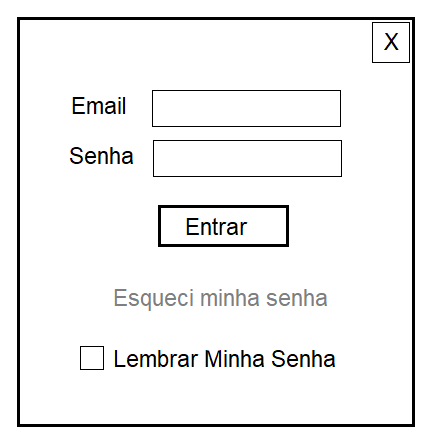 X
Email
Senha
Entrar
Esqueci minha senha
Lembrar Minha Senha